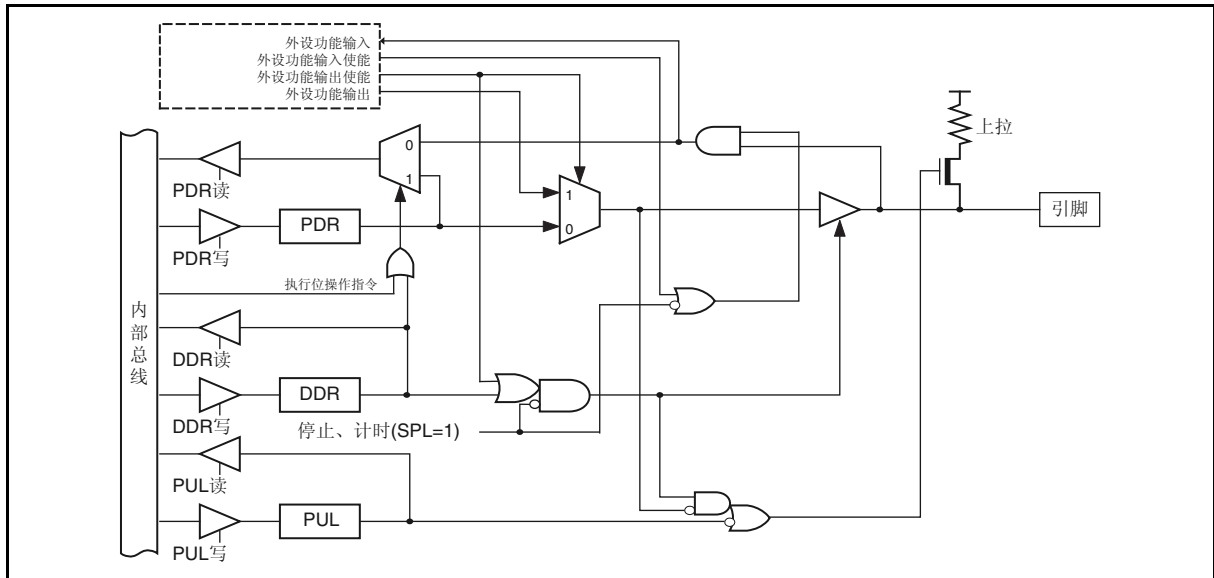 外设功能输入
外设功能输入使能
外设功能输出使能
外设功能输出
上拉
0
1
PDR读
1
PDR
0
引脚
PDR写
执行位操作指令
内部总线
DDR读
DDR
DDR写
停止、计时(SPL=1)
PUL读
PUL
PUL写